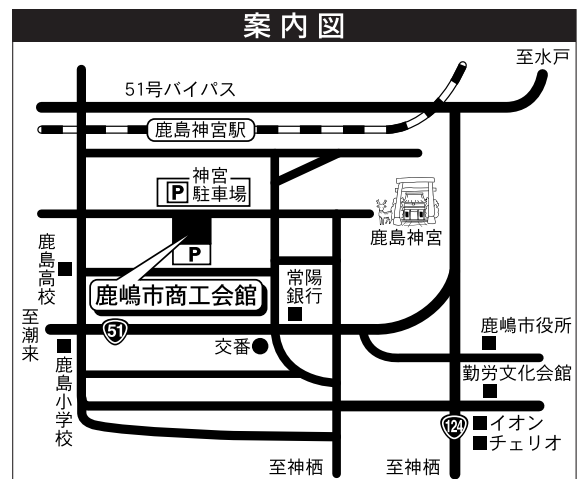 案内図
至水戸
51号バイパス
鹿島神宮駅
神宮
P 駐車場
鹿島神宮
P
鹿島高校
鹿嶋市商工会館
常陽
銀行
至潮来
51
交番
鹿嶋市役所
鹿島小学校
勤労文化会館
124
イオン
チェリオ
至神栖
至神栖